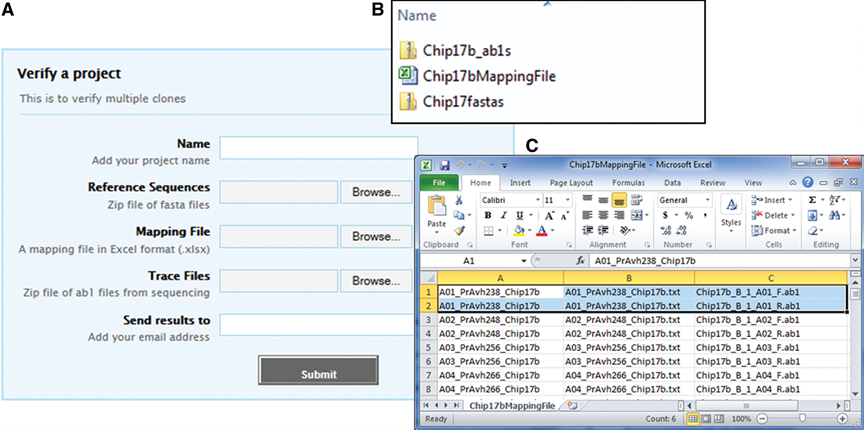 A
Verify a project
This is to verify multiple clones
Name
Add your project name
Reference Sequences
Zip file of fasta files
Browse...
Mapping File
A mapping file in Excel format (.xlsx)
Browse...
Trace Files
Zip file of ab1 files from sequencing
Browse...
Send results to
Add your email address
Submit
B
Name
Chip17b_ab1s
Chip17bMappingFile
Chip17fastas
C
Chip17bMappingFile - Microsoft Excel
File Home Insert Page Layout Formulas Data Review View
Paste
Calibri 11
B I U A A
General
$ % ,
Styles
Insert
Delete
Format
Clipboard Font Alignment Number Cells Editing
A1 fx A01_PrAvh238_Chip17b
A B C
1 A01_PrAvh238_Chip17b A01_PrAvh238_Chip17b.txt Chip17b_B_1_A01_F.ab1
2 A01_PrAvh238_Chip17b A01_PrAvh238_Chip17b.txt Chip17b_B_1_A01_R.ab1
3 A02_PrAvh248_Chip17b A02_PrAvh248_Chip17b.txt Chip17b_B_1_A02_F.ab1
4 A02_PrAvh248_Chip17b A02_PrAvh248_Chip17b.txt Chip17b_B_1_A02_R.ab1
5 A03_PrAvh256_Chip17b A03_PrAvh256_Chip17b.txt Chip17b_B_1_A03_F.ab1
6 A03_PrAvh256_Chip17b A03_PrAvh256_Chip17b.txt Chip17b_B_1_A03_R.ab1
7 A04_PrAvh266_Chip17b A04_PrAvh266_Chip17b.txt Chip17b_B_1_A04_F.ab1
8 A04_PrAvh266_Chip17b A04_PrAvh266_Chip17b.txt Chip17b_B_1_A04_R.ab1
Chip17bMappingFile
Ready Count: 6 100%